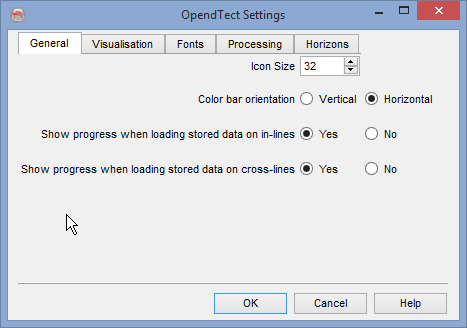 OpendTect Settings
General Visualisation Fonts Processing Horizons
Icon Size 32
Color bar orientation Vertical Horizontal
Show progress when loading stored data on in-lines Yes No
Show progress when loading stored data on cross-lines Yes No
OK Cancel Help